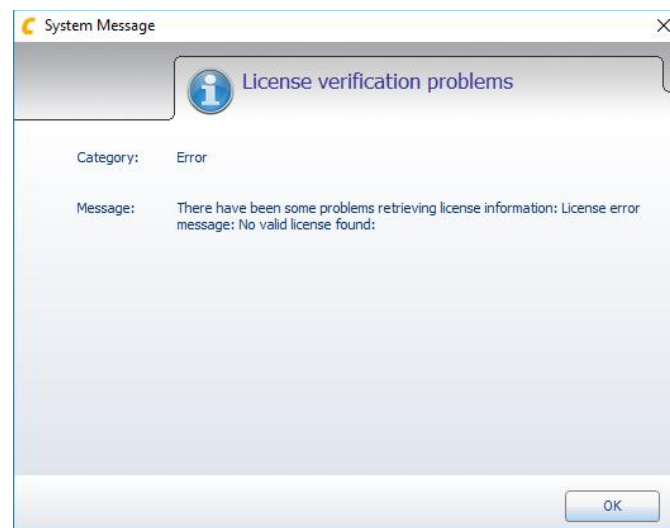 System Message
License verification problems
Category: Error
Message: There have been some problems retrieving license information: License error
message: No valid license found:
OK